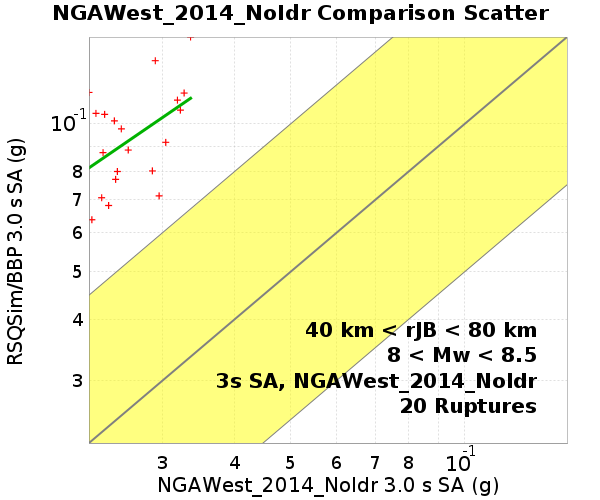 NGAWest_2014_NoIdr Comparison Scatter
RSQSim/BBP 3.0 s SA (g)
10-1
8
7
6
5
4
3
40 km < rJB < 80 km
8 < Mw < 8.5
3s SA, NGAWest_2014_NoIdr
20 Ruptures
3 4 5 6 7 8 10-1
NGAWest_2014_NoIdr 3.0 s SA (g)